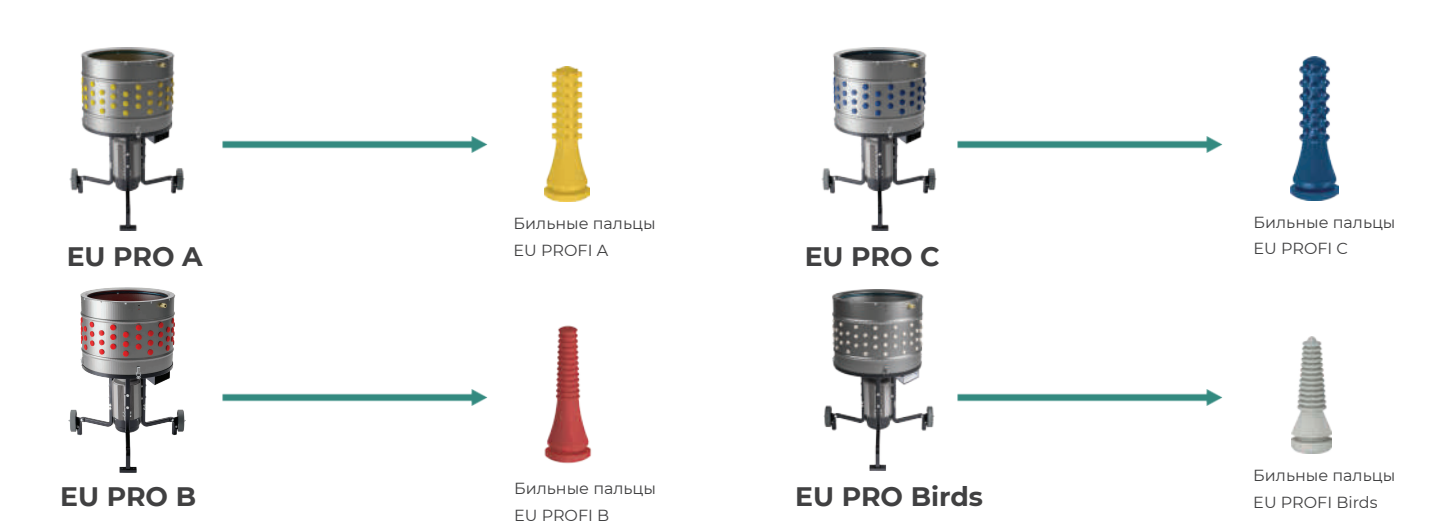 Бильные пальцы
EU PROFI A
EU PRO A
Бильные пальцы
EU PROFI C
EU PRO C
Бильные пальцы
EU PROFI B
EU PRO B
Бильные пальцы
EU PROFI Birds
EU PRO Birds